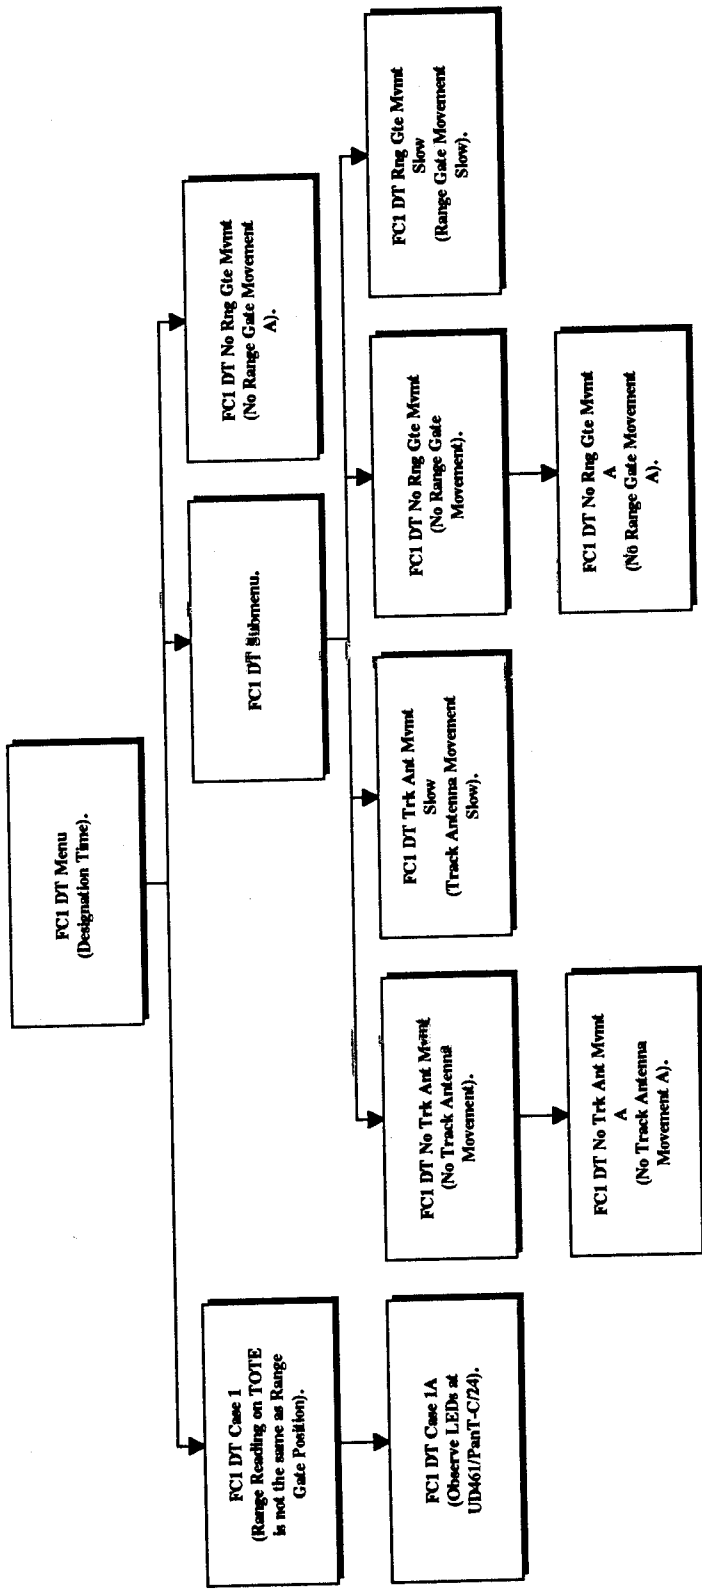 FC1 DT Menu
(Designation Time).
FC1 DT Case 1
(Range Reading on TOTE
is not the same as Range
Gate Position).
FC1 DT Submenu.
FC1 DT No Rng Gte Mvmt
(No Range Gate Movement
A).
FC1 DT Case 1A
(Observe LEDs at
UD461/PanT-C/24).
FC1 DT No Trk Ant Mvmt
(No Track Antenna
Movement).
FC1 DT Trk Ant Mvmt
Slow
(Track Antenna Movement
Slow).
FC1 DT No Rng Gte Mvmt
(No Range Gate
Movement).
FC1 DT Rng Gte Mvmt
Slow
(Range Gate Movement
Slow).
FC1 DT No Trk Ant Mvmt
A
(No Track Antenna
Movement A).
FC1 DT No Rng Gte Mvmt
A
(No Range Gate Movement
A).